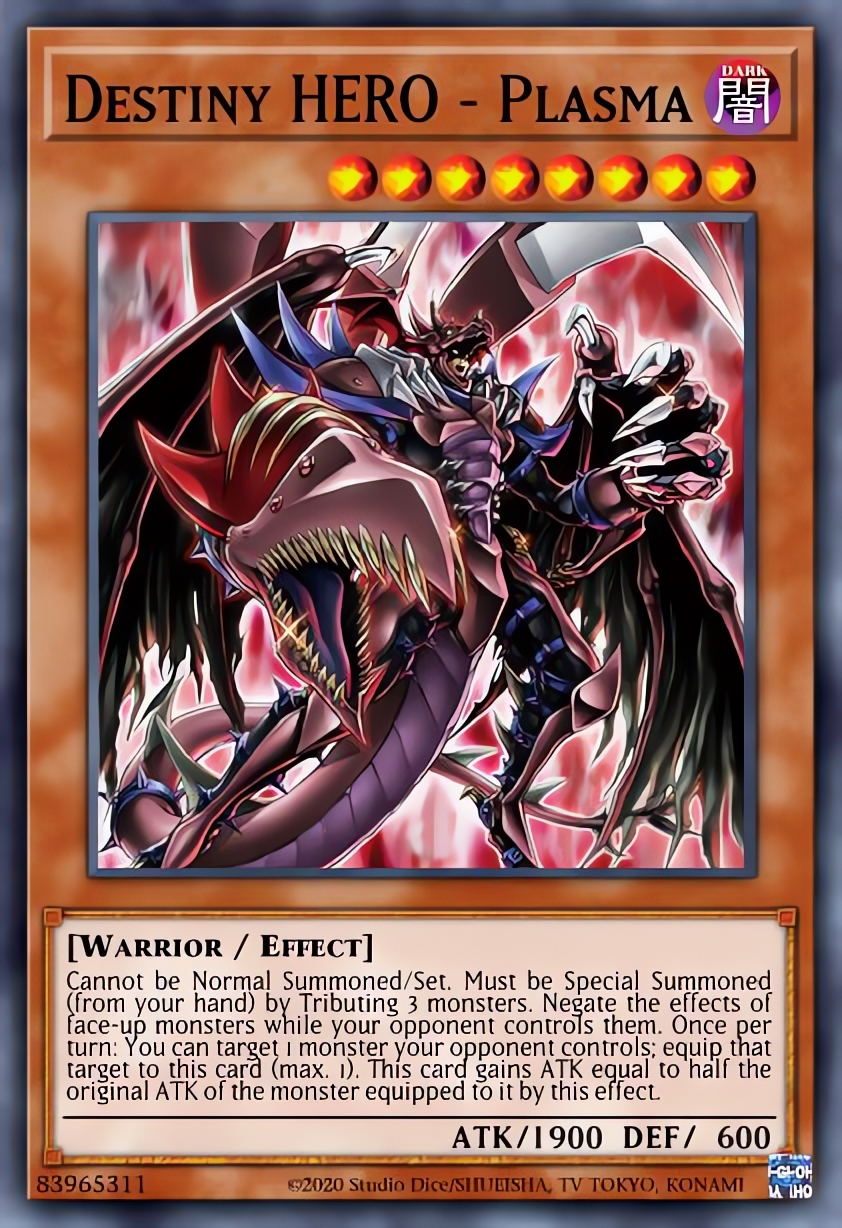 Destiny HERO - Plasma
DARK
闇
[Warrior / Effect]
Cannot be Normal Summoned/Set. Must be Special Summoned
(from your hand) by Tributing 3 monsters. Negate the effects of
face-up monsters while your opponent controls them. Once per
turn: You can target 1 monster your opponent controls; equip that
target to this card (max. 1). This card gains ATK equal to half the
original ATK of the monster equipped to it by this effect.
ATK/1900 DEF/ 600
83965311
©2020 Studio Dice/SHUEISHA, TV TOKYO, KONAMI